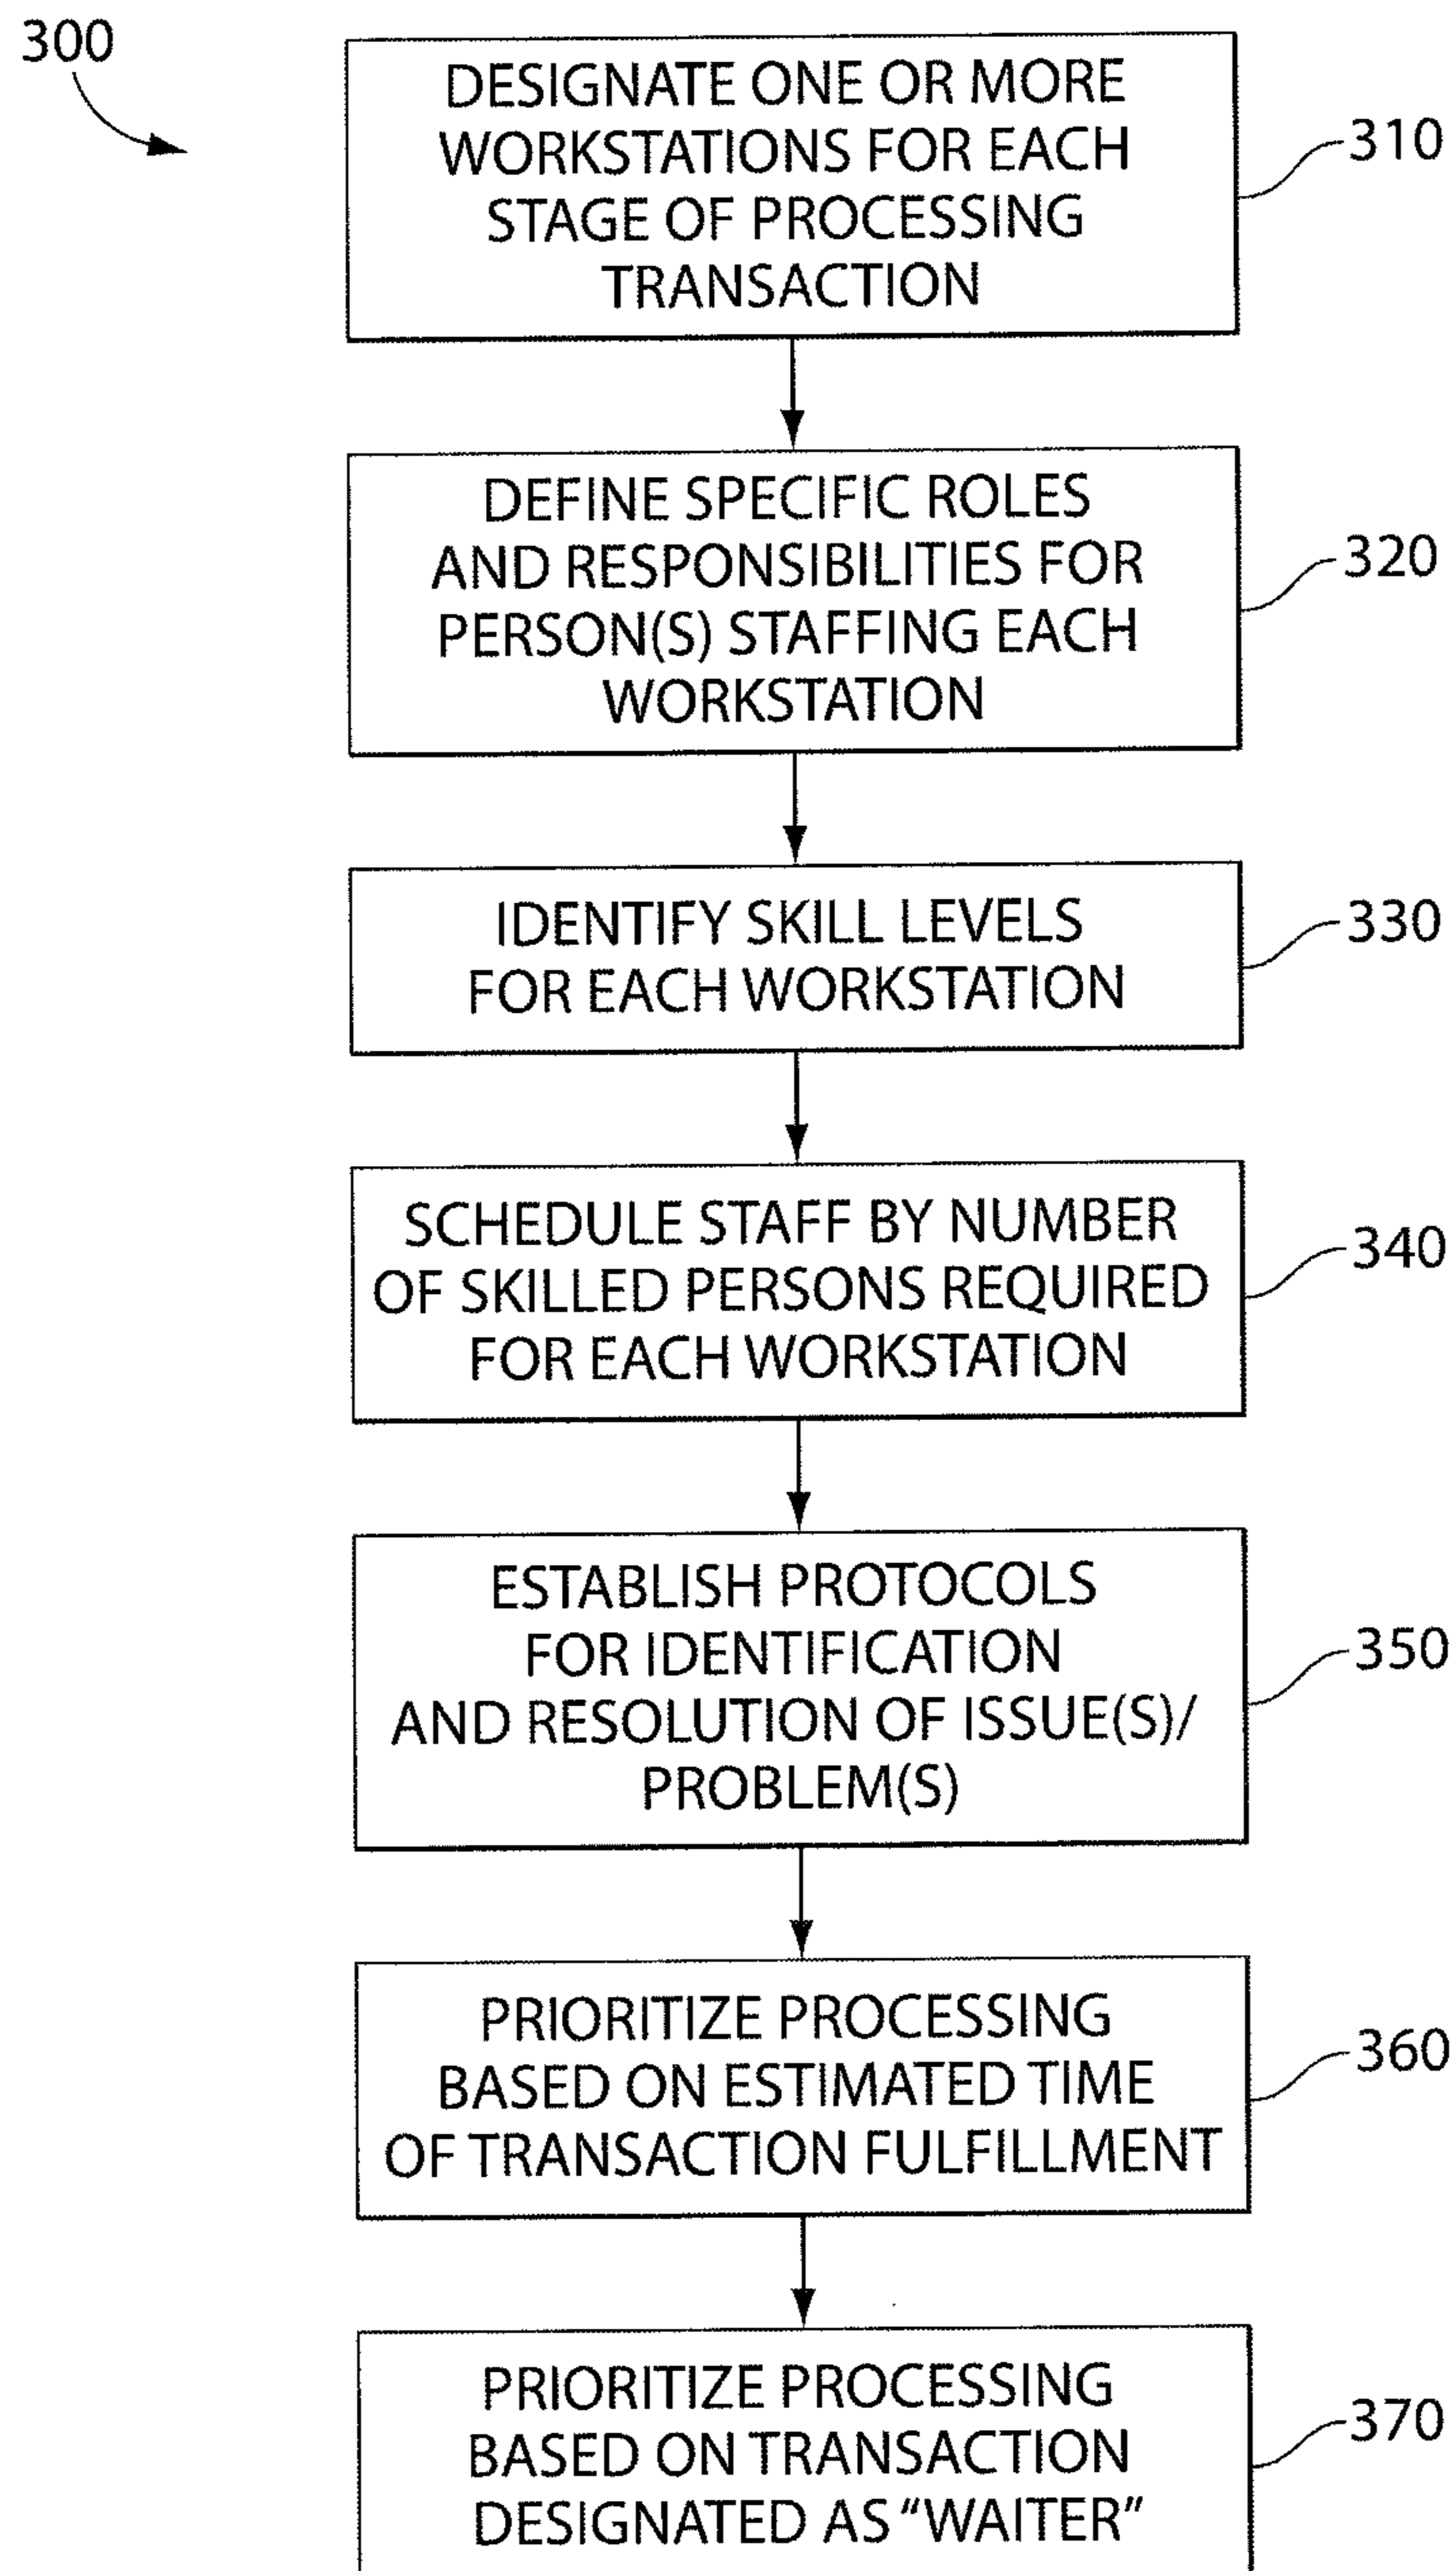 300
DESIGNATE ONE OR MORE
WORKSTATIONS FOR EACH
STAGE OF PROCESSING
TRANSACTION
310
DEFINE SPECIFIC ROLES
AND RESPONSIBILITIES FOR
PERSON(S) STAFFING EACH
WORKSTATION
320
IDENTIFY SKILL LEVELS
FOR EACH WORKSTATION
330
SCHEDULE STAFF BY NUMBER
OF SKILLED PERSONS REQUIRED
FOR EACH WORKSTATION
340
ESTABLISH PROTOCOLS
FOR IDENTIFICATION
AND RESOLUTION OF ISSUE(S)/
PROBLEM(S)
350
PRIORITIZE PROCESSING
BASED ON ESTIMATED TIME
OF TRANSACTION FULFILLMENT
360
PRIORITIZE PROCESSING
BASED ON TRANSACTION
DESIGNATED AS “WAITER”
370